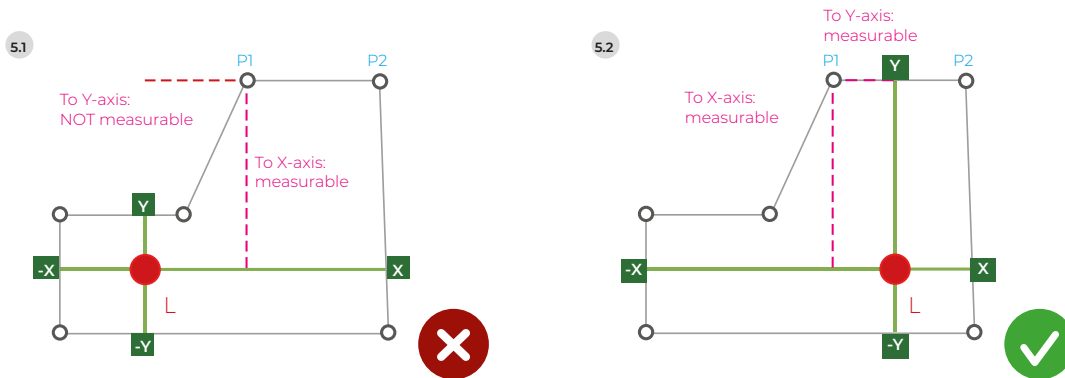 5.1
P1
P2
To Y-axis:
NOT measurable
To X-axis:
measurable
Y
-X
X
L
-Y
5.2
To Y-axis:
measurable
P1
Y
P2
To X-axis:
measurable
-X
X
L
-Y